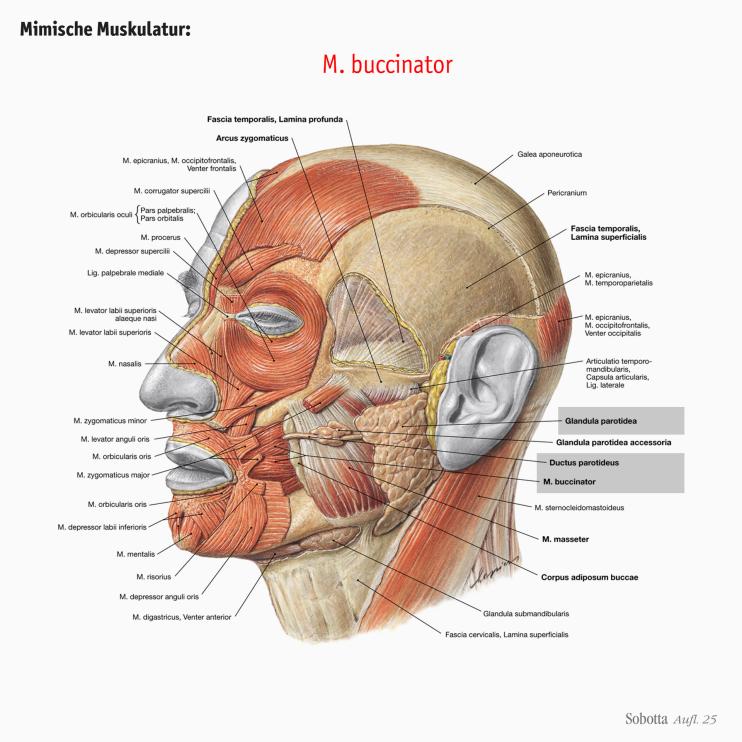 Mimische Muskulatur:
M. buccinator
Fascia temporalis, Lamina profunda
Arcus zygomaticus
M. epicranius, M. occipitofrontalis,
Venter frontalis
M. corrugator supercilii
M. orbicularis oculi
Pars palpebralis;
Pars orbitalis
M. procerus
M. depressor supercilii
Lig. palpebrale mediale
M. levator labii superioris
alaeque nasi
M. levator labii superioris
M. nasalis
M. zygomaticus minor
M. levator anguli oris
M. orbicularis oris
M. zygomaticus major
M. orbicularis oris
M. depressor labii inferioris
M. mentalis
M. risorius
M. depressor anguli oris
M. digastricus, Venter anterior
Galea aponeurotica
Pericranium
Fascia temporalis,
Lamina superficialis
M. epicranius,
M. temporoparietalis
M. epicranius,
M. occipitofrontalis,
Venter occipitalis
Articulatio temporo-
mandibularis,
Capsula articularis,
Lig. laterale
Glandula parotidea
Glandula parotidea accessoria
Ductus parotideus
M. buccinator
M. sternocleidomastoideus
M. masseter
Corpus adiposum buccae
Glandula submandibularis
Fascia cervicalis, Lamina superficialis
Sobotta Aufl. 25